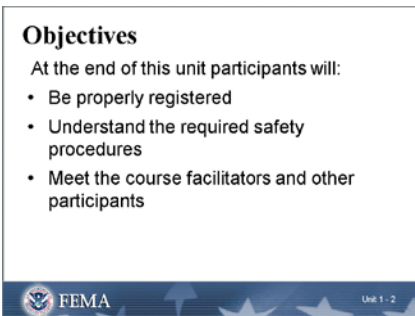 Objectives
At the end of this unit participants will:
• Be properly registered
• Understand the required safety
procedures
• Meet the course facilitators and other
participants
FEMA
Unit 1 - 2